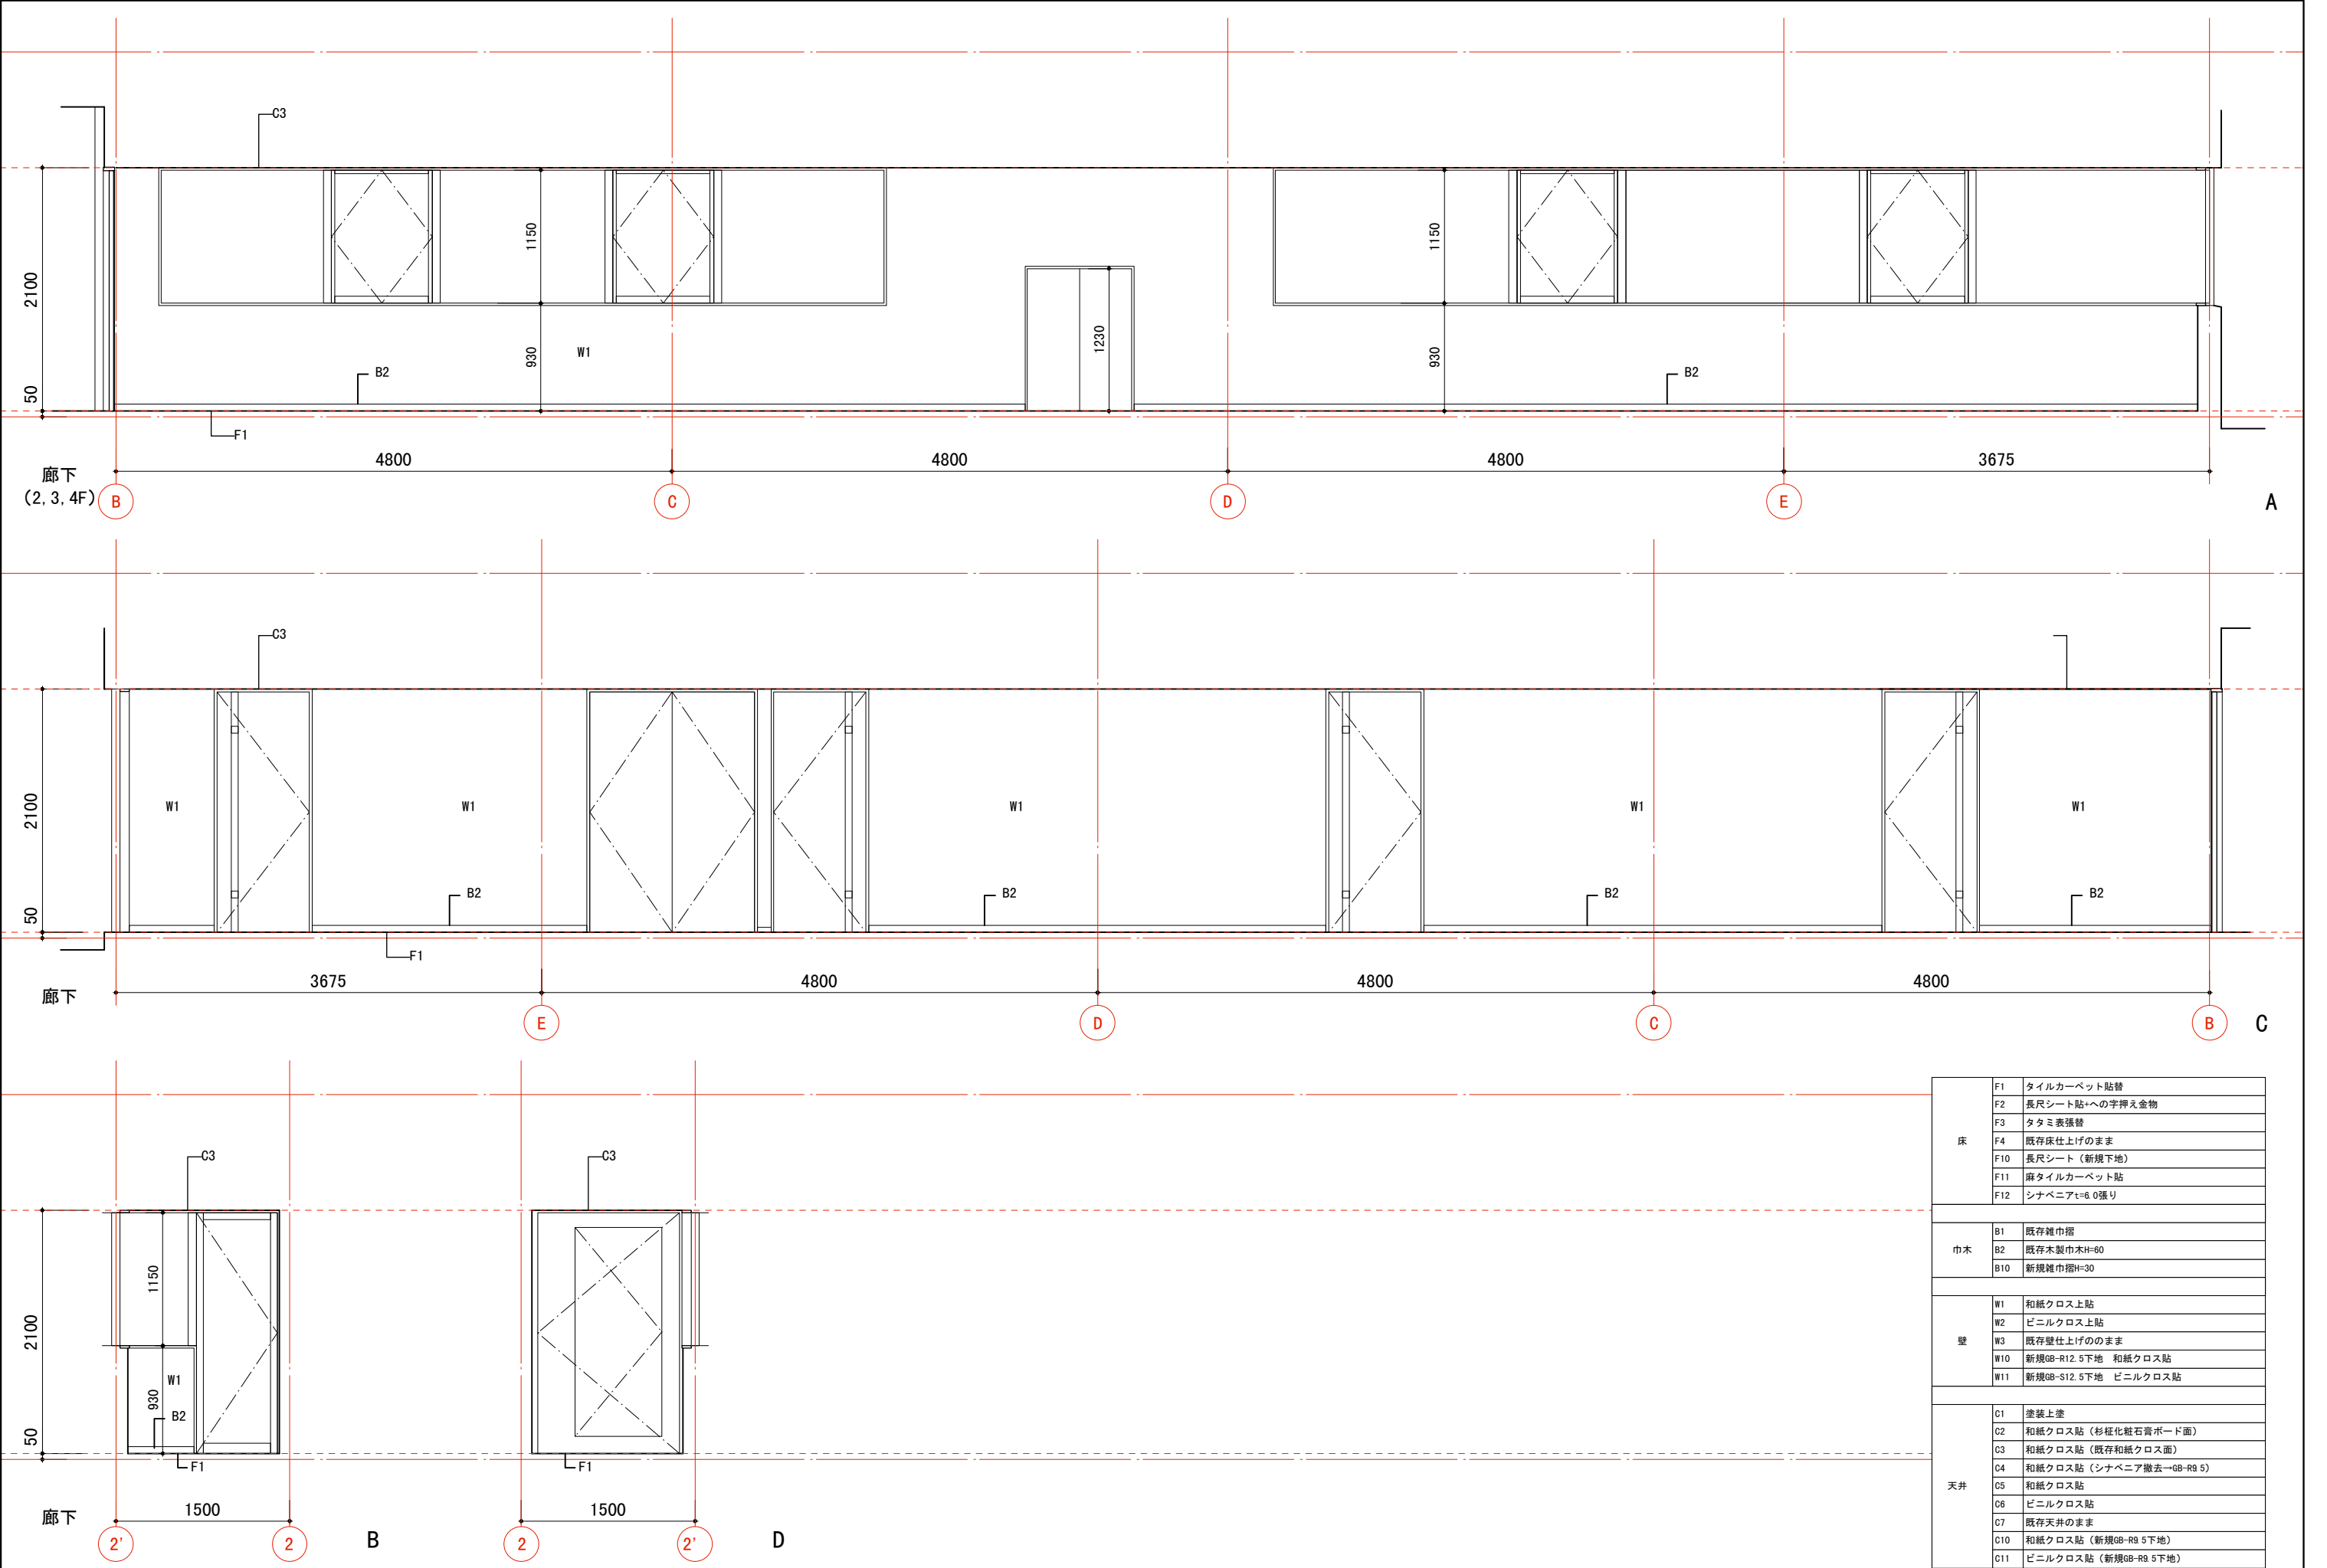 C3
2100
50
1150
930
W1
B2
1230
1150
930
B2
F1
4800
4800
4800
3675
廊下
(2,3,4F)
B
C
D
E
A
C3
2100
50
W1
W1
W1
W1
W1
B2
B2
B2
B2
F1
3675
4800
4800
4800
廊下
E
D
C
B
C
C3
2100
50
1150
930
W1
B2
F1
1500
廊下
2'
2
B
C3
F1
1500
2
2'
D
床
F1 タイルカーペット貼替
F2 長尺シート貼+への字押え金物
F3 タタミ表張替
F4 既存床仕上げのまま
F10 長尺シート（新規下地）
F11 麻タイルカーペット貼
F12 シナベニアt=6.0張り
巾木
B1 既存雑巾摺
B2 既存木製巾木H=60
B10 新規雑巾摺H=30
壁
W1 和紙クロス上貼
W2 ビニルクロス上貼
W3 既存壁仕上げののまま
W10 新規GB-R12.5下地　和紙クロス貼
W11 新規GB-S12.5下地　ビニルクロス貼
天井
C1 塗装上塗
C2 和紙クロス貼（杉柾化粧石膏ボード面）
C3 和紙クロス貼（既存和紙クロス面）
C4 和紙クロス貼（シナベニア撤去→GB-R9.5）
C5 和紙クロス貼
C6 ビニルクロス貼
C7 既存天井のまま
C10 和紙クロス貼（新規GB-R9.5下地）
C11 ビニルクロス貼（新規GB-R9.5下地）